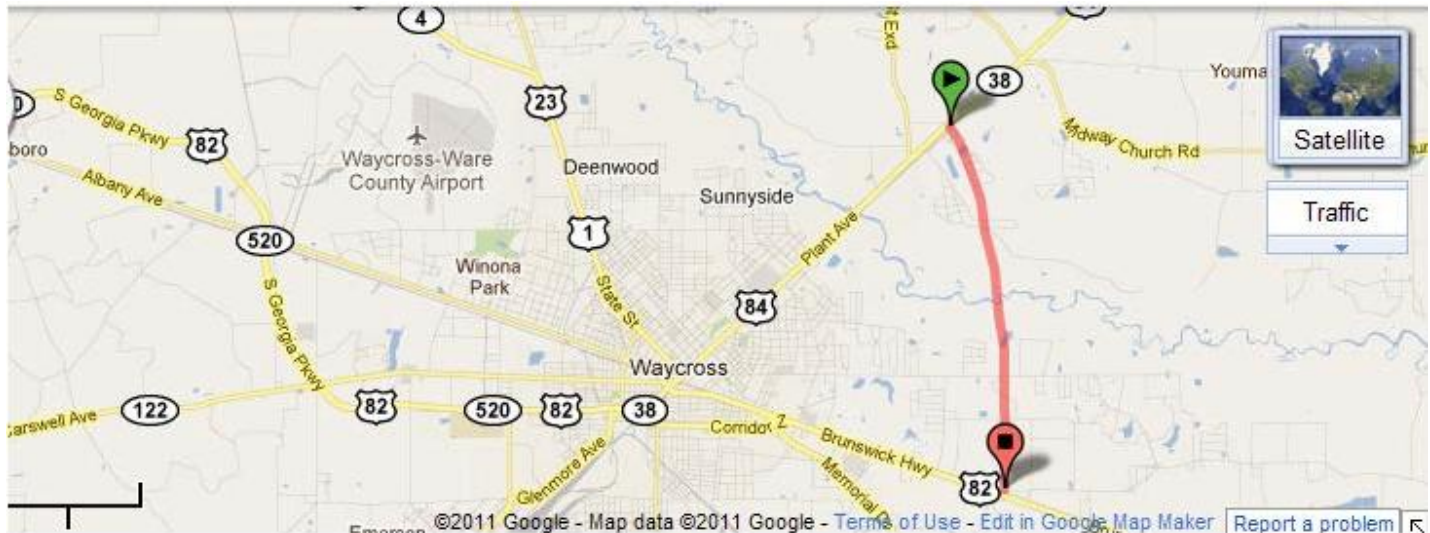 4
38
23
Youma
S Georgia Pkwy
82
Satellite
boro
Waycross-Ware
County Airport
Deenwood
Midway Church Rd
Albany Ave
Sunnyside
Traffic
520
1
Plant Ave
Winona
Park
State St
S Georgia Pkwy
84
Waycross
122
82
520
82
38
Carswell Ave
Corridor Z
Brunswick Hwy
Glenmore Ave
Memorial Dr
82
©2011 Google - Map data ©2011 Google - Terms of Use - Edit in Google Map Maker
Report a problem
Emerson